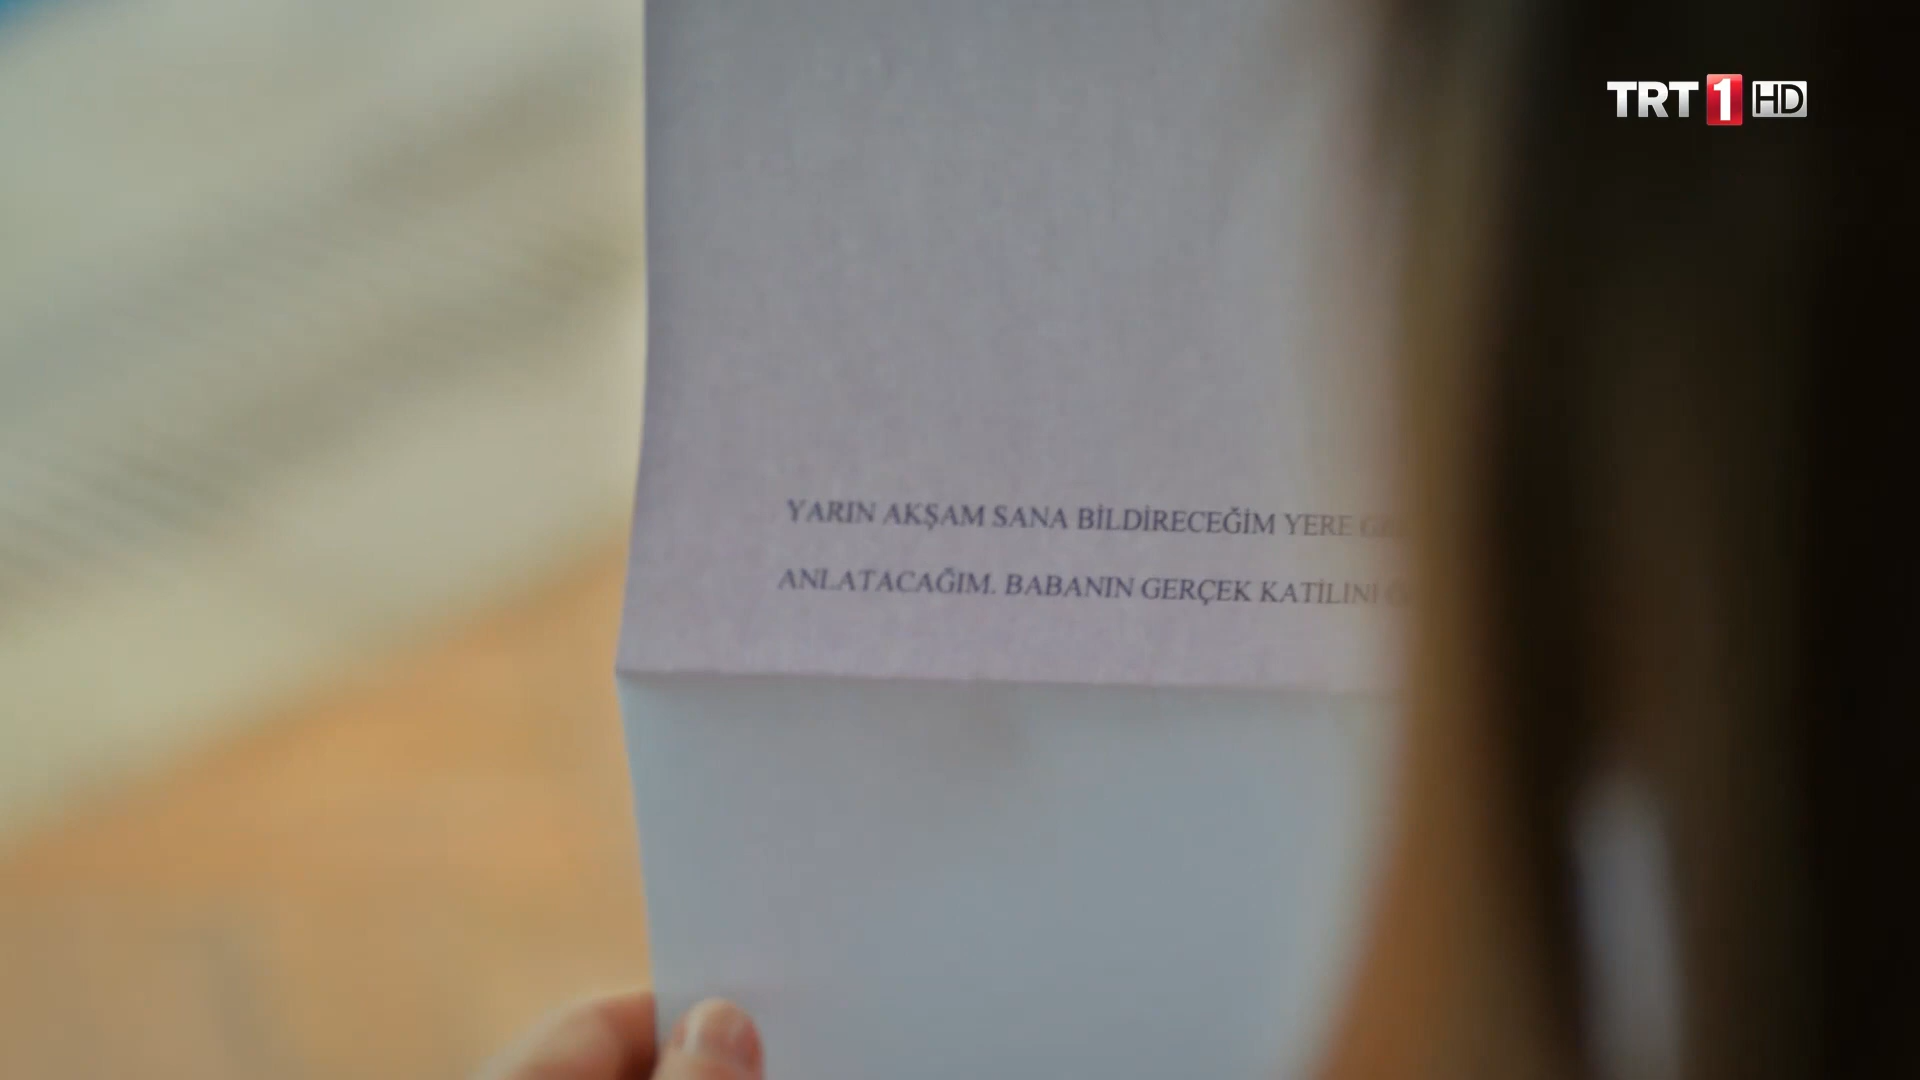 TRT 1 HD
YARIN AKŞAM SANA BİLDİRECEĞİM YERE
ANLATACAĞIM. BABANIN GERÇEK KATİLİNİ